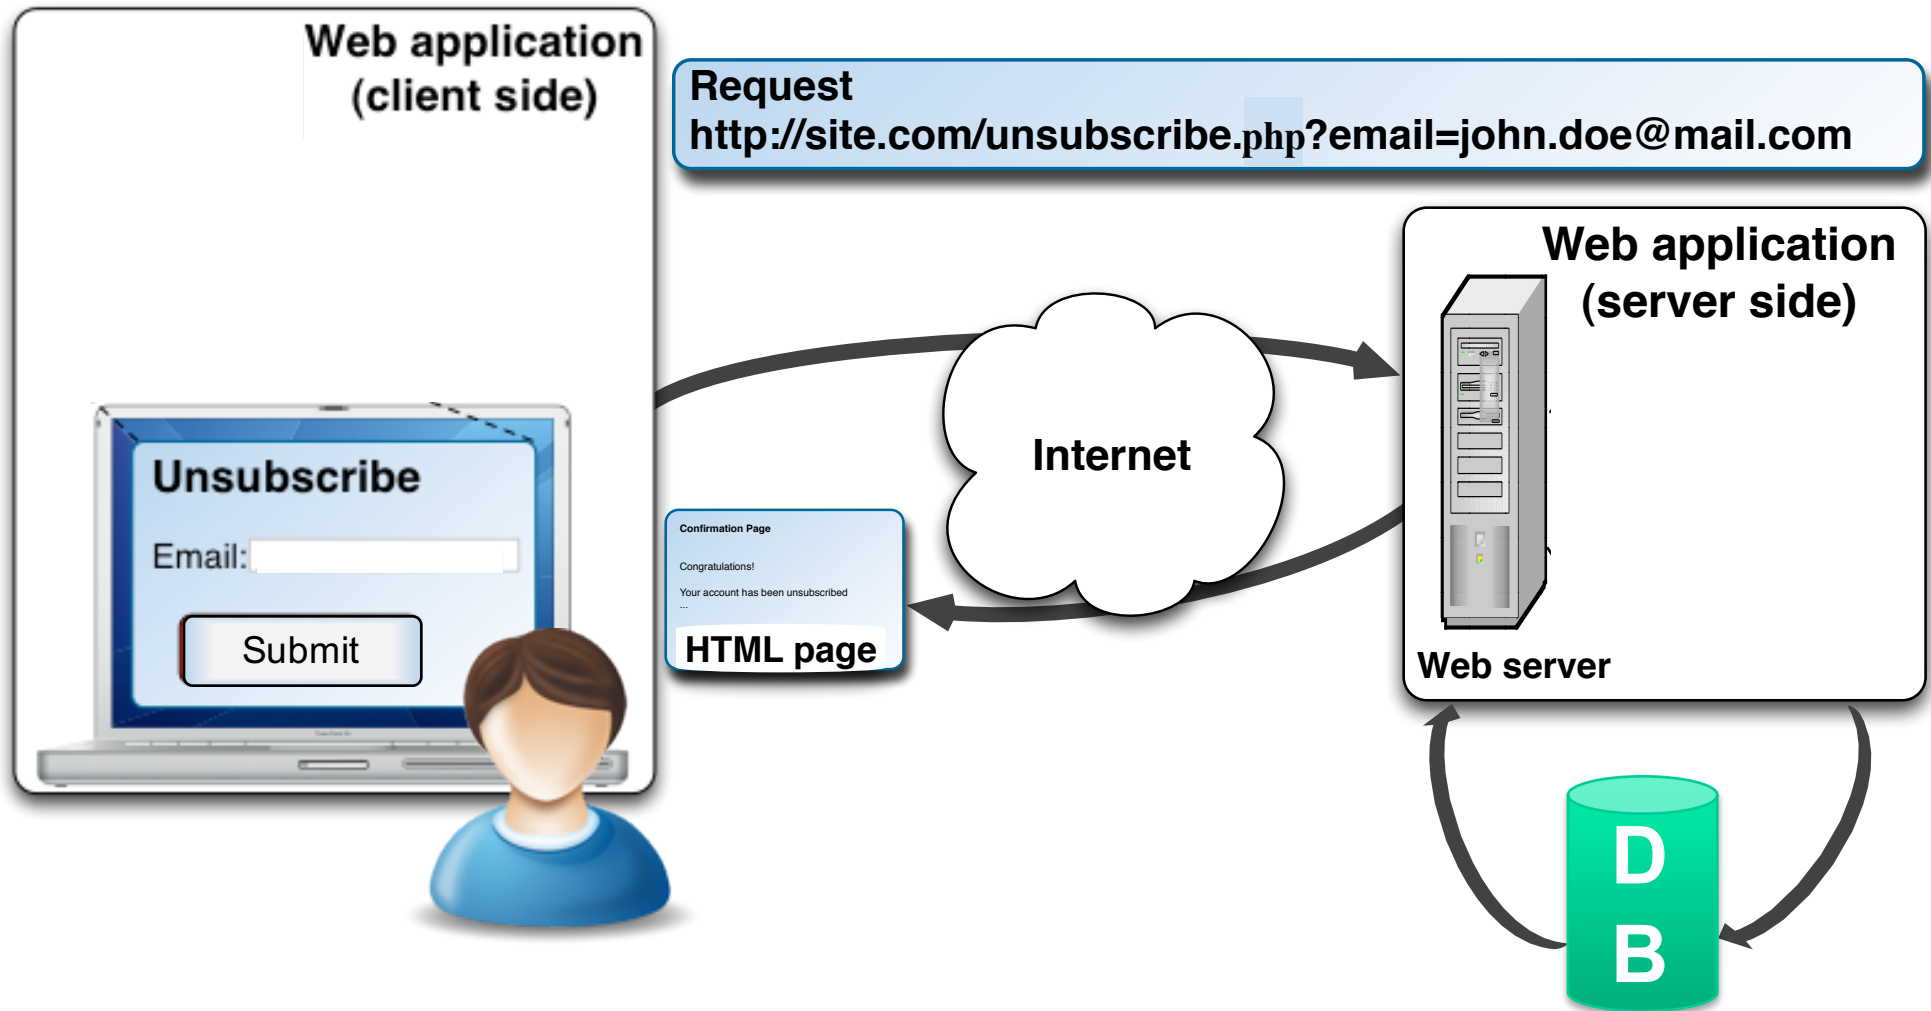 Web application
(client side)
Request
http://site.com/unsubscribe.php?email=john.doe@mail.com
Web application
(server side)
Internet
Unsubscribe
Email:
Submit
Confirmation Page
Congratulations!
Your account has been unsubscribed
...
HTML page
Web server
D
B